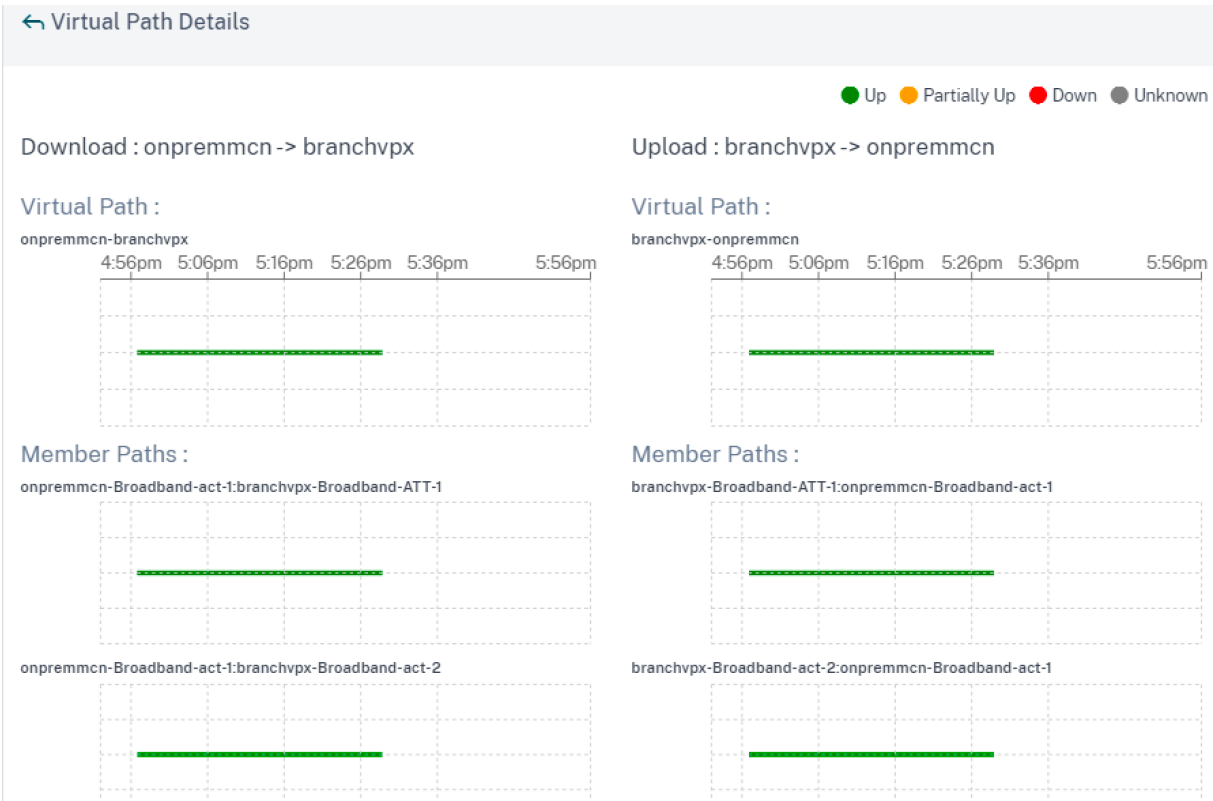 Virtual Path Details
Up Partially Up Down Unknown
Download : onpremmcn -> branchvpx
Upload : branchvpx -> onpremmcn
Virtual Path :
Virtual Path :
onpremmcn-branchvpx
branchvpx-onpremmcn
4:56pm 5:06pm 5:16pm 5:26pm 5:36pm 5:56pm
4:56pm 5:06pm 5:16pm 5:26pm 5:36pm 5:56pm
Member Paths :
Member Paths :
onpremmcn-Broadband-act-1:branchvpx-Broadband-ATT-1
branchvpx-Broadband-ATT-1:onpremmcn-Broadband-act-1
onpremmcn-Broadband-act-1:branchvpx-Broadband-act-2
branchvpx-Broadband-act-2:onpremmcn-Broadband-act-1